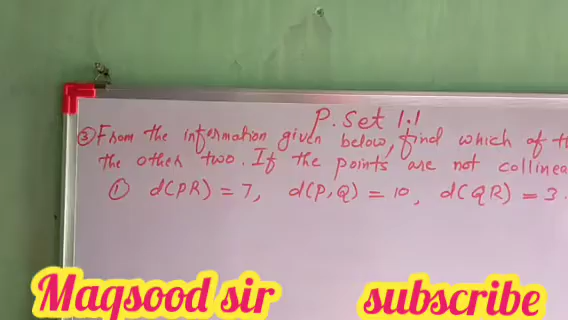 P. Set 1.1
③ From the information given below, find which of th
the other two. If the points are not collinea
① d(PR) = 7, d(P,Q) = 10, d(QR) = 3.
Maqsood sir subscribe